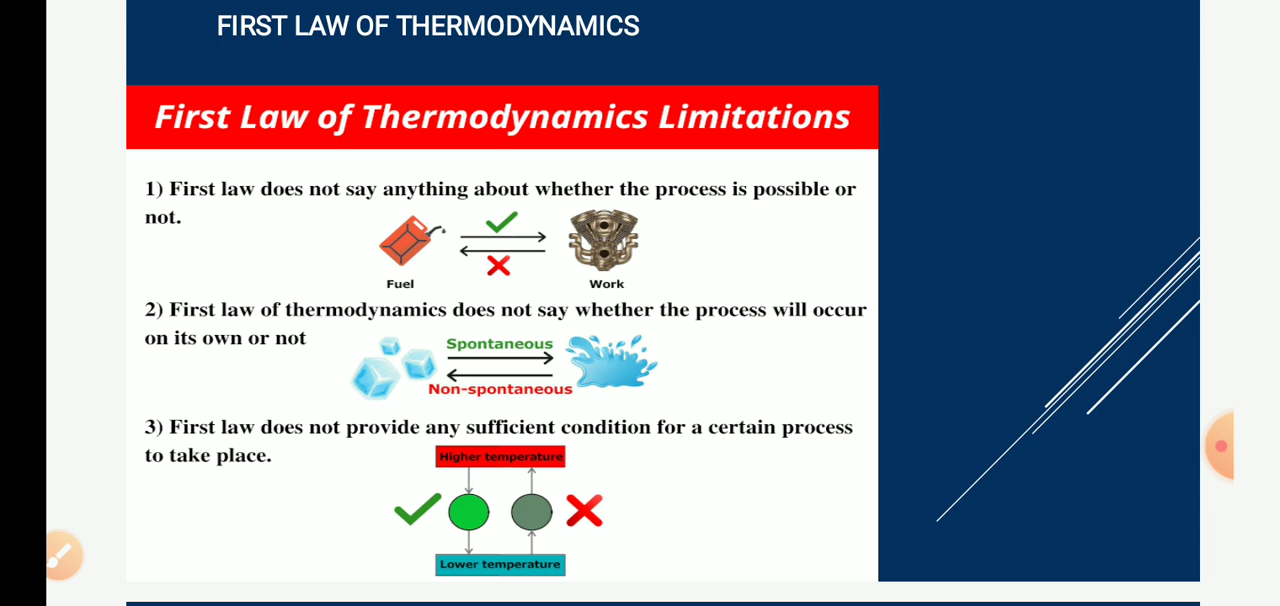 FIRST LAW OF THERMODYNAMICS
First Law of Thermodynamics Limitations
1) First law does not say anything about whether the process is possible or
not.
Fuel
Work
2) First law of thermodynamics does not say whether the process will occur
on its own or not
Spontaneous
Non-spontaneous
3) First law does not provide any sufficient condition for a certain process
to take place.
Higher temperature
Lower temperature